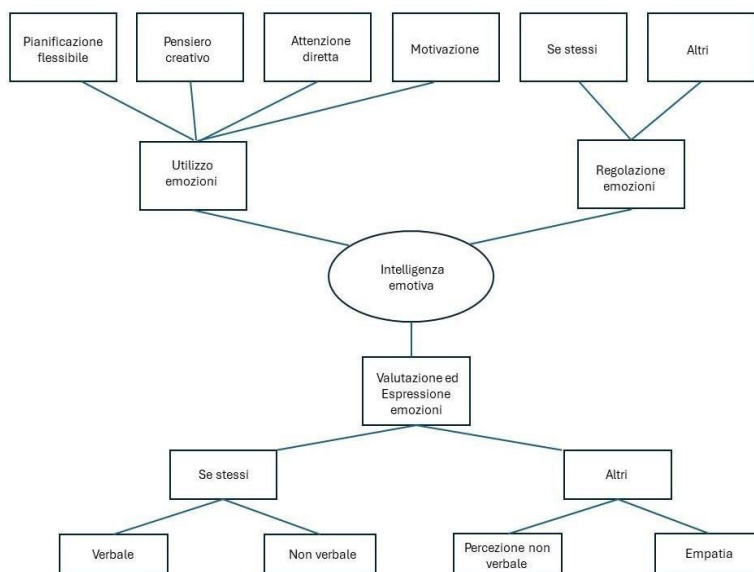 Pianificazione
flessibile
Pensiero
creativo
Attenzione
diretta
Motivazione
Se stessi
Altri
Utilizzo
emozioni
Regolazione
emozioni
Intelligenza
emotiva
Valutazione ed
Espressione
emozioni
Se stessi
Altri
Verbale
Non verbale
Percezione non
verbale
Empatia